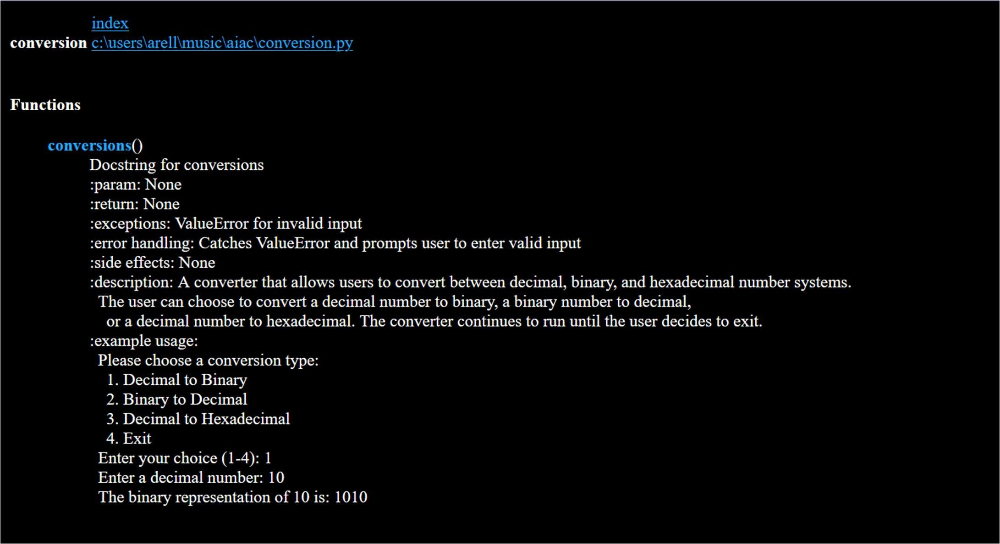 index
conversion c:\users\arell\music\aiac\conversion.py
Functions
conversions()
Docstring for conversions
:param: None
:return: None
:exceptions: ValueError for invalid input
:error handling: Catches ValueError and prompts user to enter valid input
:side effects: None
:description: A converter that allows users to convert between decimal, binary, and hexadecimal number systems.
The user can choose to convert a decimal number to binary, a binary number to decimal,
or a decimal number to hexadecimal. The converter continues to run until the user decides to exit.
:example usage:
Please choose a conversion type:
1. Decimal to Binary
2. Binary to Decimal
3. Decimal to Hexadecimal
4. Exit
Enter your choice (1-4): 1
Enter a decimal number: 10
The binary representation of 10 is: 1010